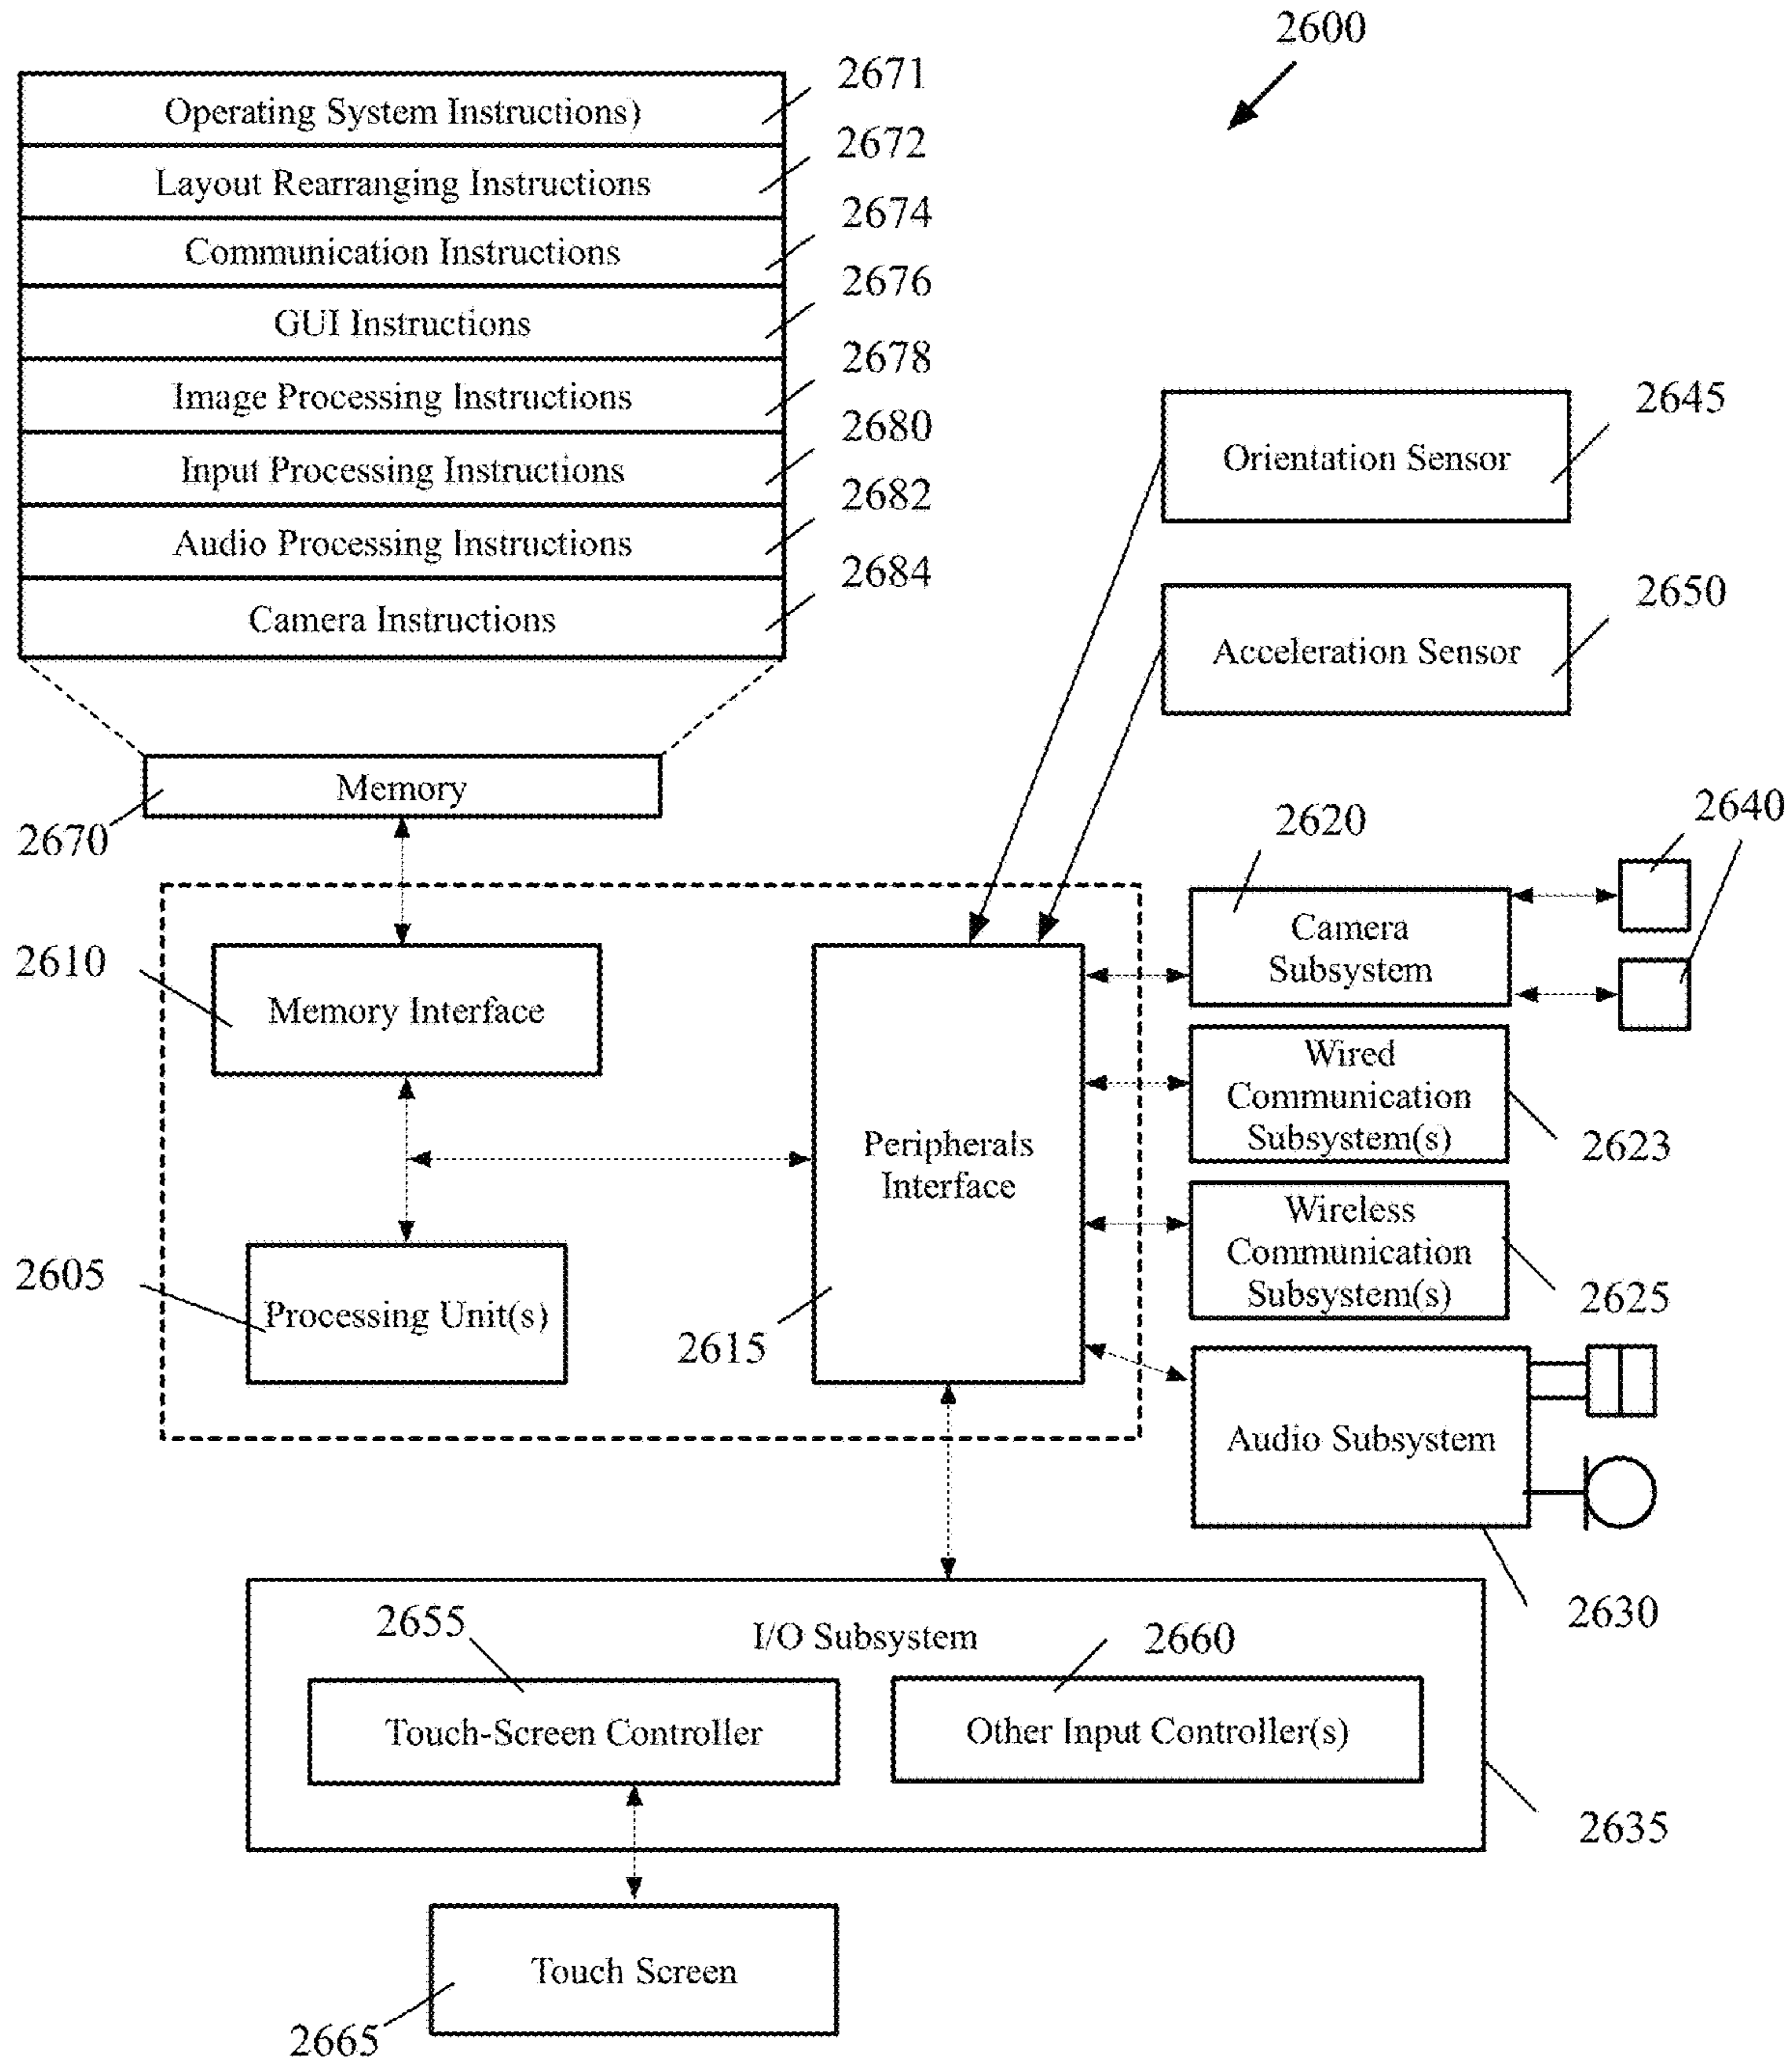 2600
Operating System Instructions)
2671
Layout Rearranging Instructions
2672
Communication Instructions
2674
GUI Instructions
2676
Image Processing Instructions
2678
Input Processing Instructions
2680
Audio Processing Instructions
2682
Camera Instructions
2684
Orientation Sensor
2645
Acceleration Sensor
2650
Memory
2670
2620
2640
Camera
Subsystem
2610
Memory Interface
Wired
Communication
Subsystem(s)
2623
Peripherals
Interface
2615
Wireless
Communication
Subsystem(s)
2625
2605
Processing Unit(s)
Audio Subsystem
2630
I/O Subsystem
2655
2660
Touch-Screen Controller
Other Input Controller(s)
2635
Touch Screen
2665